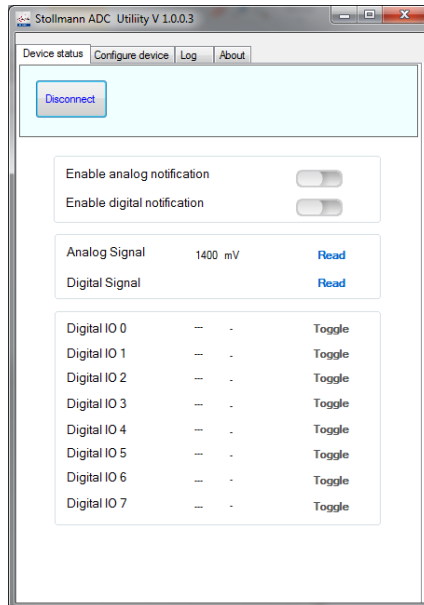 Stollmann ADC Utiliity V 1.0.0.3
Device status Configure device Log About
Disconnect
Enable analog notification
Enable digital notification
Analog Signal 1400 mV Read
Digital Signal Read
Digital IO 0 --- - Toggle
Digital IO 1 --- - Toggle
Digital IO 2 --- - Toggle
Digital IO 3 --- - Toggle
Digital IO 4 --- - Toggle
Digital IO 5 --- - Toggle
Digital IO 6 --- - Toggle
Digital IO 7 --- - Toggle